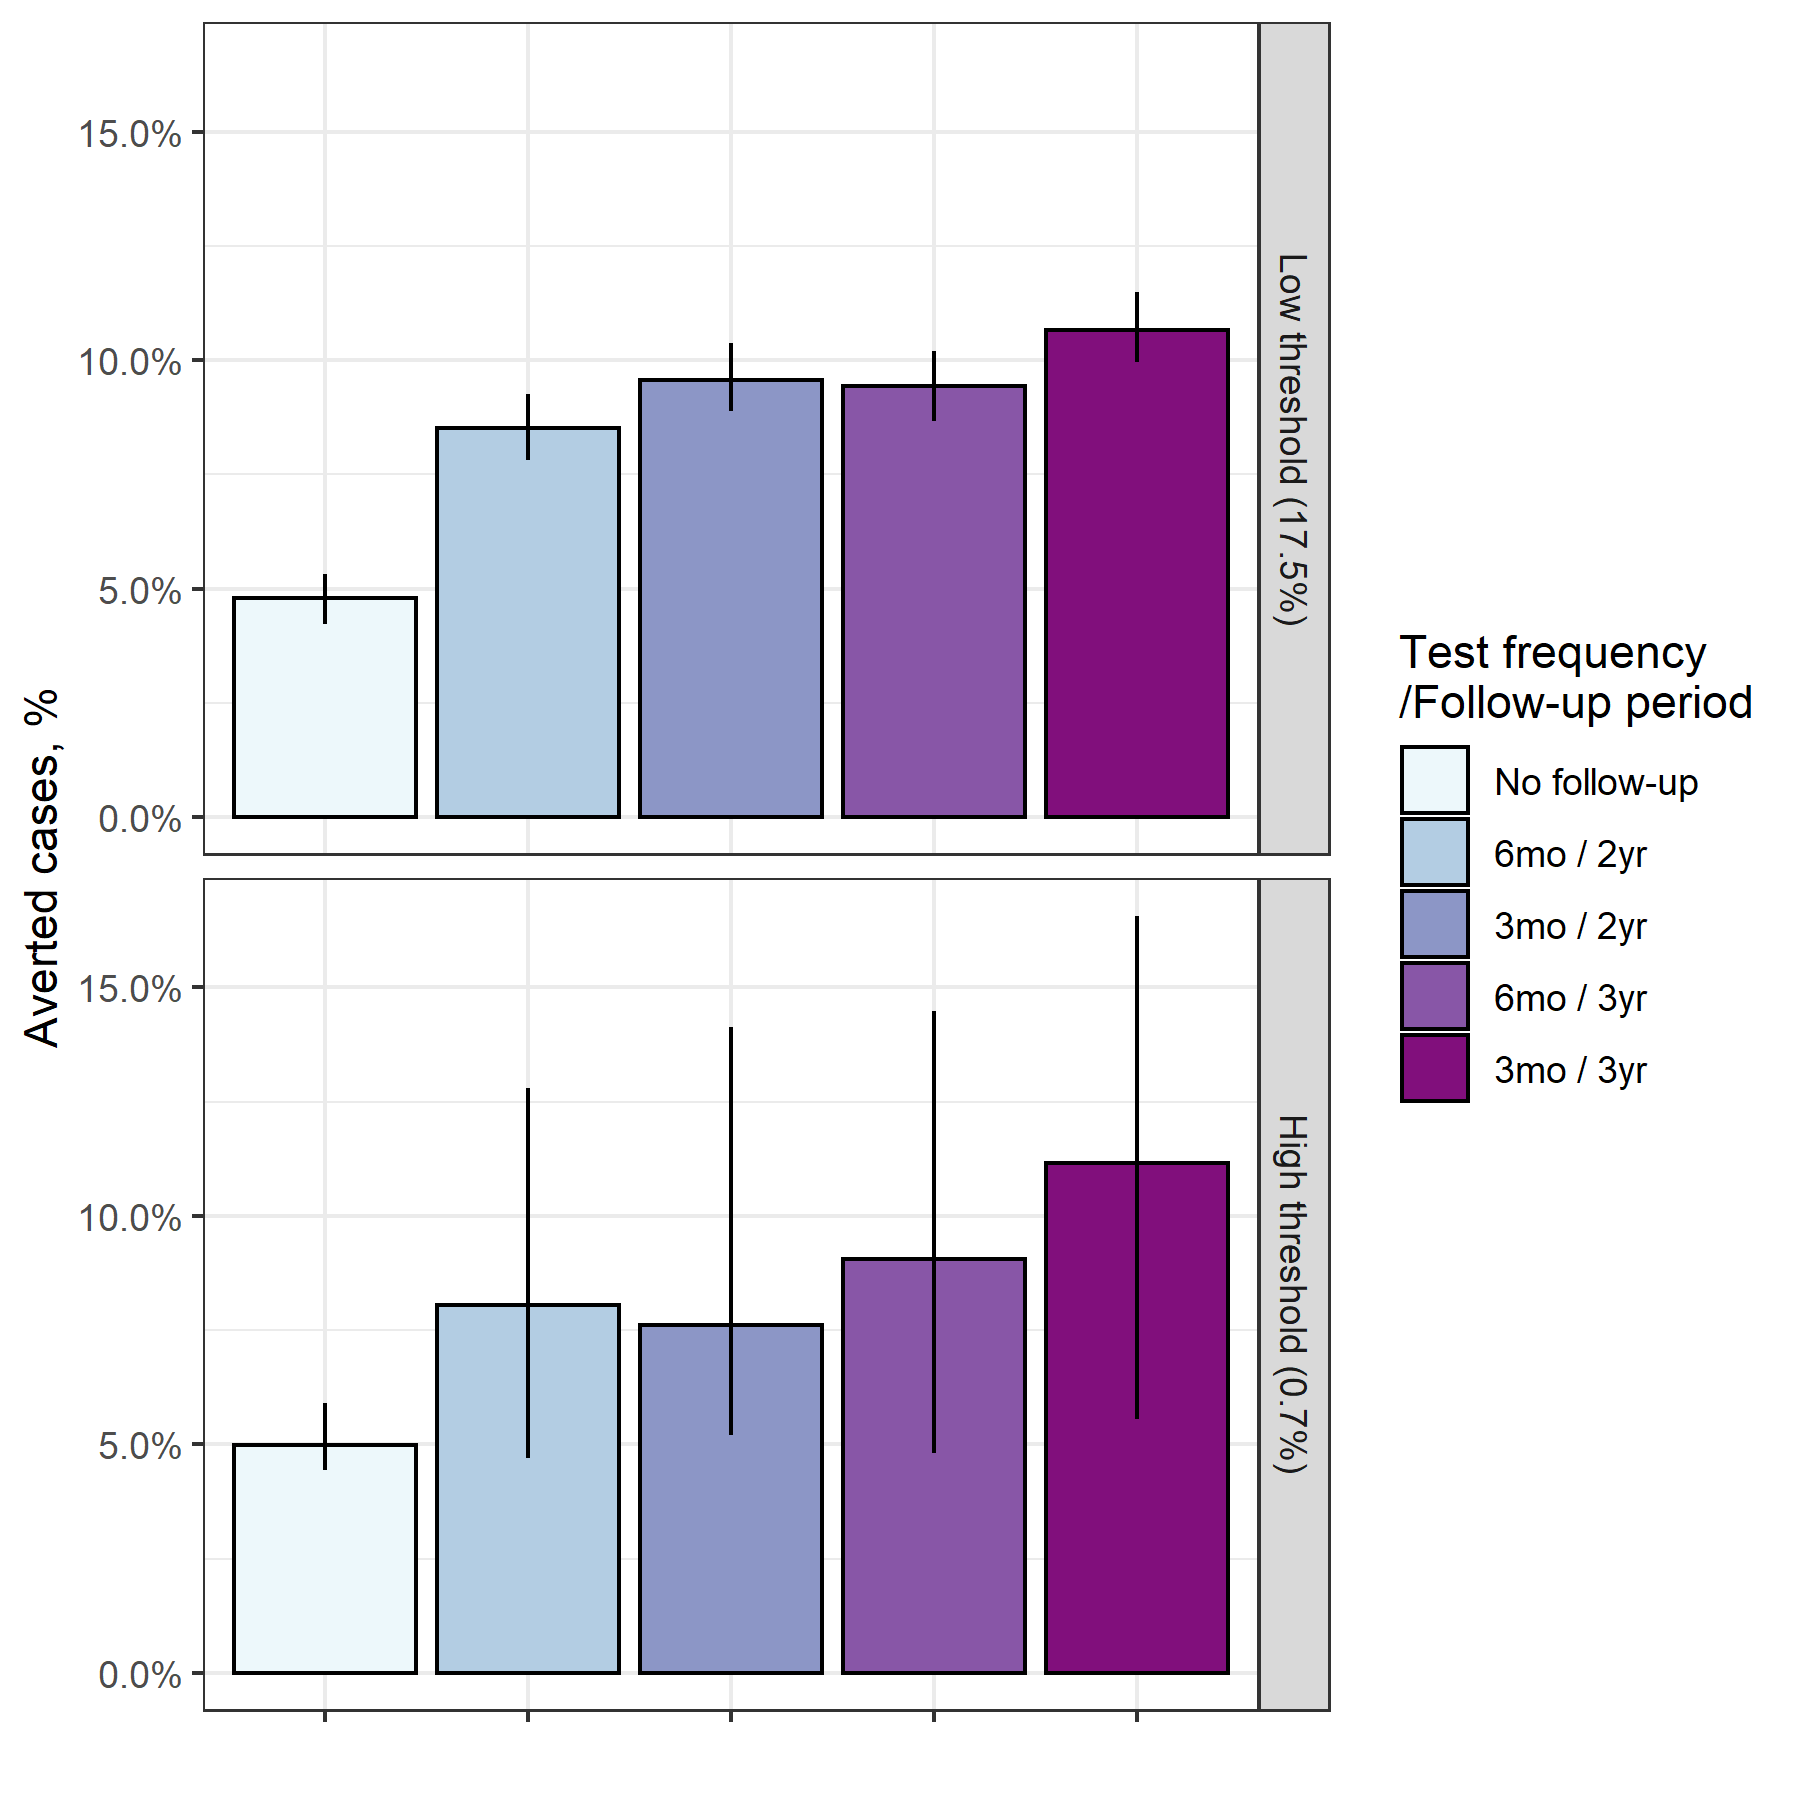 Averted cases, %
15.0%
10.0%
5.0%
0.0%
Low threshold (17.5%)
15.0%
10.0%
5.0%
0.0%
High threshold (0.7%)
Test frequency
/Follow-up period
No follow-up
6mo / 2yr
3mo / 2yr
6mo / 3yr
3mo / 3yr